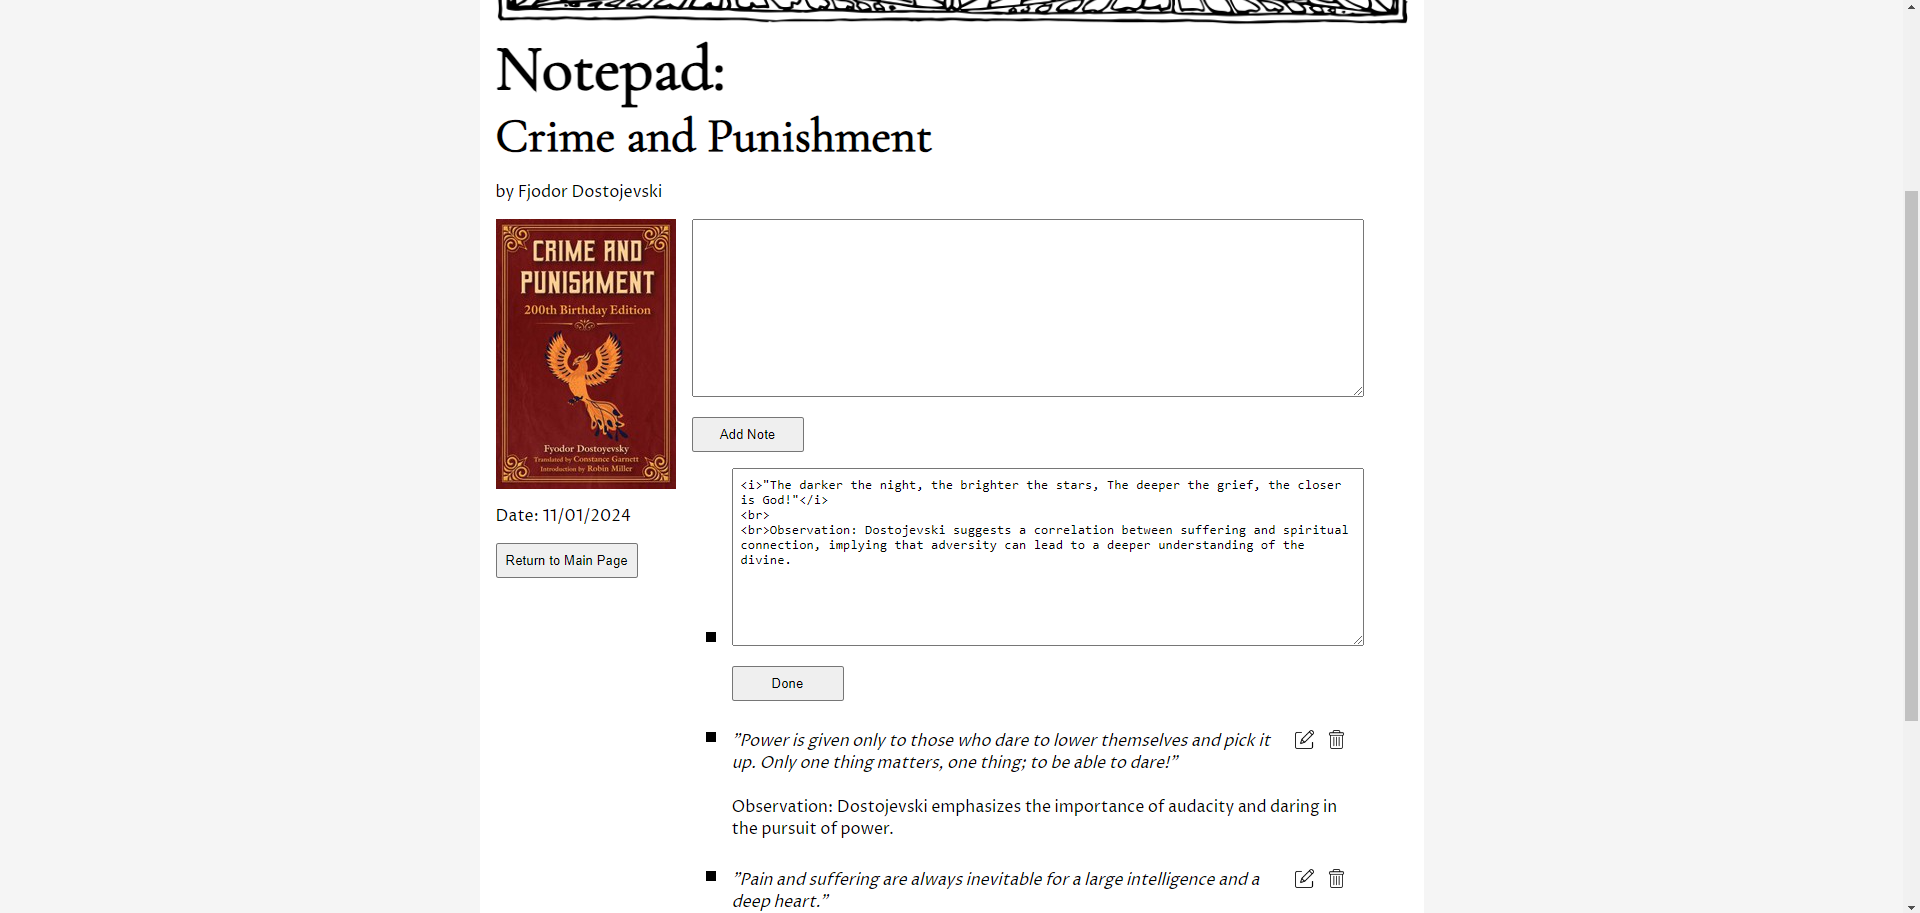 Notepad:
Crime and Punishment
by Fjodor Dostojevski
CRIME AND
PUNISHMENT
200th Birthday Edition
Fyodor Dostoyevsky
Translated by Constance Garnett
Introduction by Robin Miller
Date: 11/01/2024
Return to Main Page
Add Note
<i>"The darker the night, the brighter the stars, The deeper the grief, the closer
is God!"</i>
<br>
<br>Observation: Dostojevski suggests a correlation between suffering and spiritual
connection, implying that adversity can lead to a deeper understanding of the
divine.
Done
"Power is given only to those who dare to lower themselves and pick it
up. Only one thing matters, one thing; to be able to dare!"
Observation: Dostojevski emphasizes the importance of audacity and daring in
the pursuit of power.
"Pain and suffering are always inevitable for a large intelligence and a
deep heart."